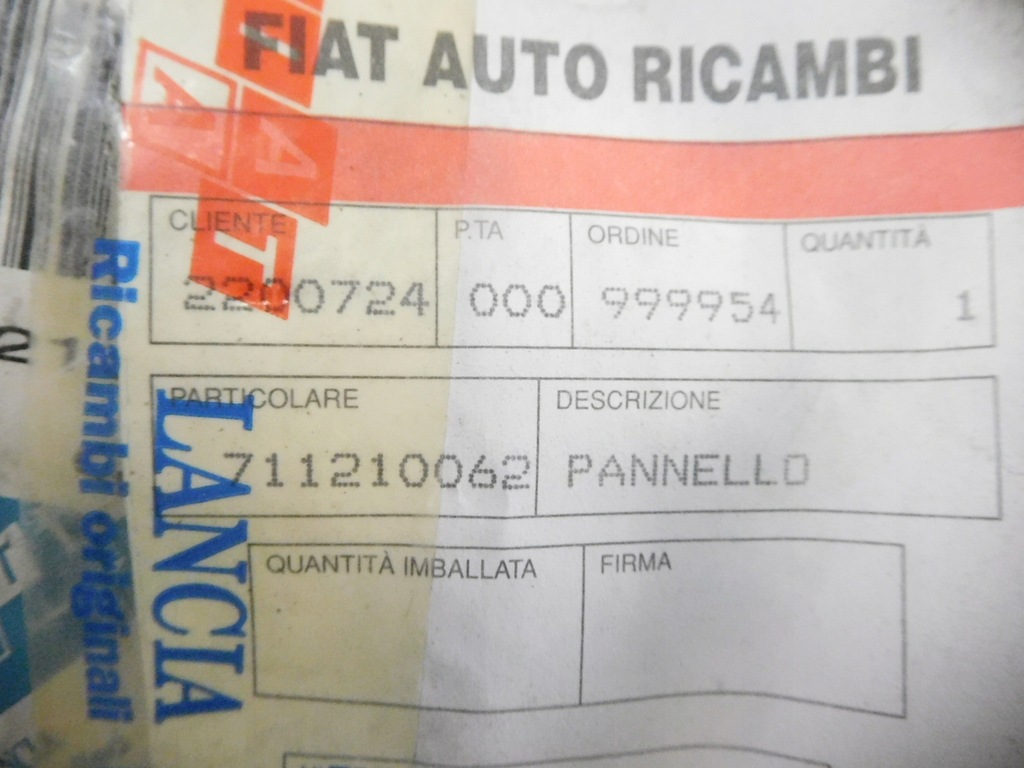 FIAT AUTO RICAMBI
FIAT
CLIENTE P.TA ORDINE QUANTITÀ
2200724 000 999954 1
PARTICOLARE DESCRIZIONE
711210062 PANNELLO
QUANTITÀ IMBALLATA FIRMA
LANCIA
Ricambi originali